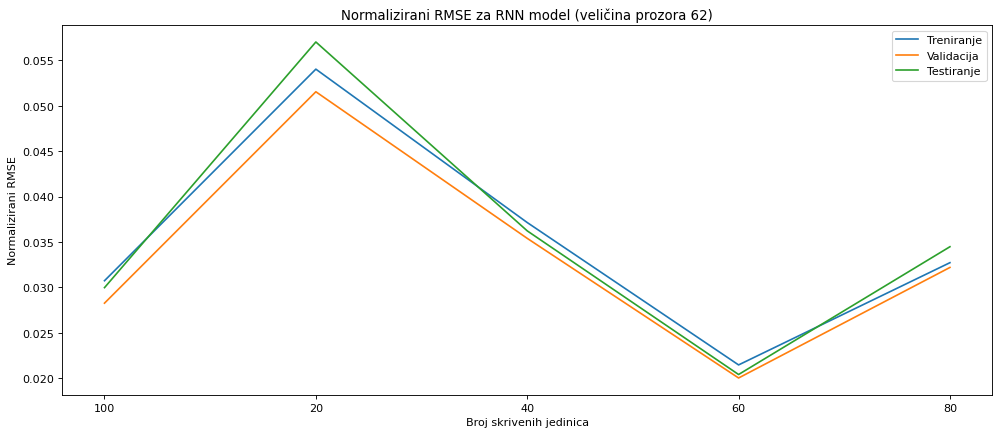 Normalizirani RMSE za RNN model (veličina prozora 62)
Treniranje
Validacija
Testiranje
Normalizirani RMSE
0.055
0.050
0.045
0.040
0.035
0.030
0.025
0.020
100 20 40 60 80
Broj skrivenih jedinica